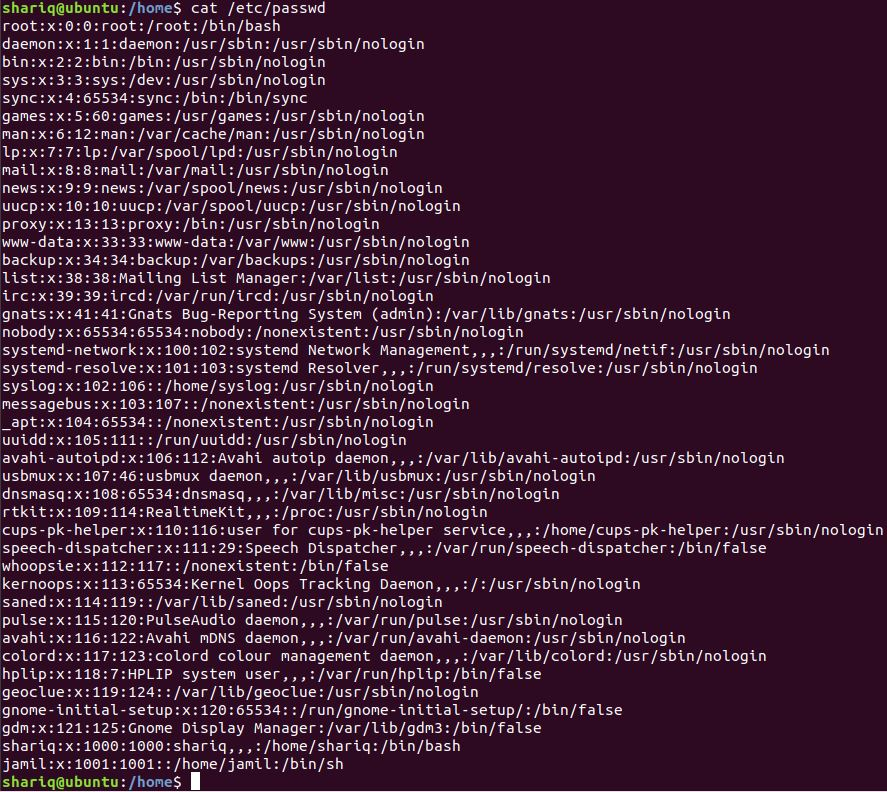 shariq@ubuntu:/home$ cat /etc/passwd
root:x:0:0:root:/root:/bin/bash
daemon:x:1:1:daemon:/usr/sbin:/usr/sbin/nologin
bin:x:2:2:bin:/bin:/usr/sbin/nologin
sys:x:3:3:sys:/dev:/usr/sbin/nologin
sync:x:4:65534:sync:/bin:/bin/sync
games:x:5:60:games:/usr/games:/usr/sbin/nologin
man:x:6:12:man:/var/cache/man:/usr/sbin/nologin
lp:x:7:7:lp:/var/spool/lpd:/usr/sbin/nologin
mail:x:8:8:mail:/var/mail:/usr/sbin/nologin
news:x:9:9:news:/var/spool/news:/usr/sbin/nologin
uucp:x:10:10:uucp:/var/spool/uucp:/usr/sbin/nologin
proxy:x:13:13:proxy:/bin:/usr/sbin/nologin
www-data:x:33:33:www-data:/var/www:/usr/sbin/nologin
backup:x:34:34:backup:/var/backups:/usr/sbin/nologin
list:x:38:38:Mailing List Manager:/var/list:/usr/sbin/nologin
irc:x:39:39:ircd:/var/run/ircd:/usr/sbin/nologin
gnats:x:41:41:Gnats Bug-Reporting System (admin):/var/lib/gnats:/usr/sbin/nologin
nobody:x:65534:65534:nobody:/nonexistent:/usr/sbin/nologin
systemd-network:x:100:102:systemd Network Management,,,:/run/systemd/netif:/usr/sbin/nologin
systemd-resolve:x:101:103:systemd Resolver,,,:/run/systemd/resolve:/usr/sbin/nologin
syslog:x:102:106::/home/syslog:/usr/sbin/nologin
messagebus:x:103:107::/nonexistent:/usr/sbin/nologin
_apt:x:104:65534::/nonexistent:/usr/sbin/nologin
uuidd:x:105:111::/run/uuidd:/usr/sbin/nologin
avahi-autoipd:x:106:112:Avahi autoip daemon,,,:/var/lib/avahi-autoipd:/usr/sbin/nologin
usbmux:x:107:46:usbmux daemon,,,:/var/lib/usbmux:/usr/sbin/nologin
dnsmasq:x:108:65534:dnsmasq,,,:/var/lib/misc:/usr/sbin/nologin
rtkit:x:109:114:RealtimeKit,,,:/proc:/usr/sbin/nologin
cups-pk-helper:x:110:116:user for cups-pk-helper service,,,:/home/cups-pk-helper:/usr/sbin/nologin
speech-dispatcher:x:111:29:Speech Dispatcher,,,:/var/run/speech-dispatcher:/bin/false
whoopsie:x:112:117::/nonexistent:/bin/false
kernoops:x:113:65534:Kernel Oops Tracking Daemon,,,:/:/usr/sbin/nologin
saned:x:114:119::/var/lib/saned:/usr/sbin/nologin
pulse:x:115:120:PulseAudio daemon,,,:/var/run/pulse:/usr/sbin/nologin
avahi:x:116:122:Avahi mDNS daemon,,,:/var/run/avahi-daemon:/usr/sbin/nologin
colord:x:117:123:colord colour management daemon,,,:/var/lib/colord:/usr/sbin/nologin
hplip:x:118:7:HPLIP system user,,,:/var/run/hplip:/bin/false
geoclue:x:119:124::/var/lib/geoclue:/usr/sbin/nologin
gnome-initial-setup:x:120:65534::/run/gnome-initial-setup/:/bin/false
gdm:x:121:125:Gnome Display Manager:/var/lib/gdm3:/bin/false
shariq:x:1000:1000:shariq,,,:/home/shariq:/bin/bash
jamil:x:1001:1001::/home/jamil:/bin/sh
shariq@ubuntu:/home$